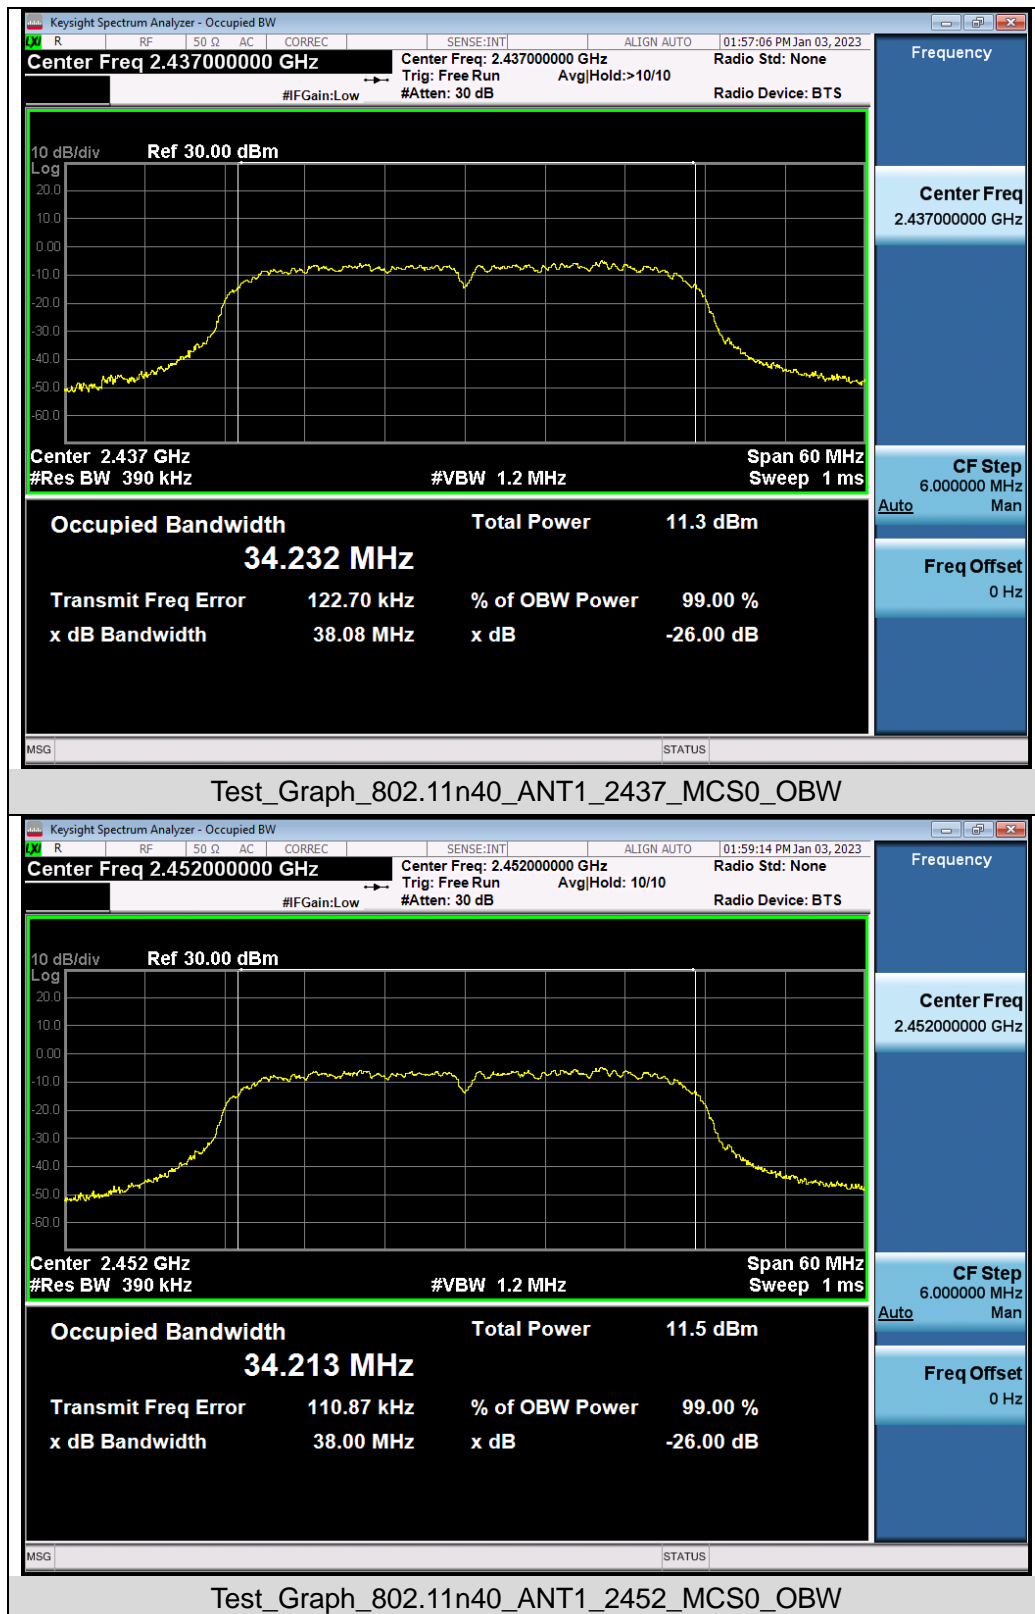 Keysight Spectrum Analyzer - Occupied BW
LXI R RF 50 Ω AC CORREC SENSE:INT ALIGN AUTO 01:57:06 PM Jan 03, 2023
Center Freq 2.437000000 GHz
Center Freq: 2.437000000 GHz
Radio Std: None
Trig: Free Run Avg|Hold:>10/10
#IFGain:Low
#Atten: 30 dB
Radio Device: BTS
Frequency
10 dB/div Ref 30.00 dBm
Log
20.0
10.0
0.00
-10.0
-20.0
-30.0
-40.0
-50.0
-60.0
Center 2.437 GHz
Span 60 MHz
#Res BW 390 kHz
#VBW 1.2 MHz
Sweep 1 ms
Center Freq
2.437000000 GHz
CF Step
6.000000 MHz
Auto Man
Freq Offset
0 Hz
Occupied Bandwidth
34.232 MHz
Total Power 11.3 dBm
Transmit Freq Error 122.70 kHz
% of OBW Power 99.00 %
x dB Bandwidth 38.08 MHz
x dB -26.00 dB
MSG
STATUS
Test_Graph_802.11n40_ANT1_2437_MCS0_OBW
Keysight Spectrum Analyzer - Occupied BW
LXI R RF 50 Ω AC CORREC SENSE:INT ALIGN AUTO 01:59:14 PM Jan 03, 2023
Center Freq 2.452000000 GHz
Center Freq: 2.452000000 GHz
Radio Std: None
Trig: Free Run Avg|Hold: 10/10
#IFGain:Low
#Atten: 30 dB
Radio Device: BTS
Frequency
10 dB/div Ref 30.00 dBm
Log
20.0
10.0
0.00
-10.0
-20.0
-30.0
-40.0
-50.0
-60.0
Center 2.452 GHz
Span 60 MHz
#Res BW 390 kHz
#VBW 1.2 MHz
Sweep 1 ms
Center Freq
2.452000000 GHz
CF Step
6.000000 MHz
Auto Man
Freq Offset
0 Hz
Occupied Bandwidth
34.213 MHz
Total Power 11.5 dBm
Transmit Freq Error 110.87 kHz
% of OBW Power 99.00 %
x dB Bandwidth 38.00 MHz
x dB -26.00 dB
MSG
STATUS
Test_Graph_802.11n40_ANT1_2452_MCS0_OBW